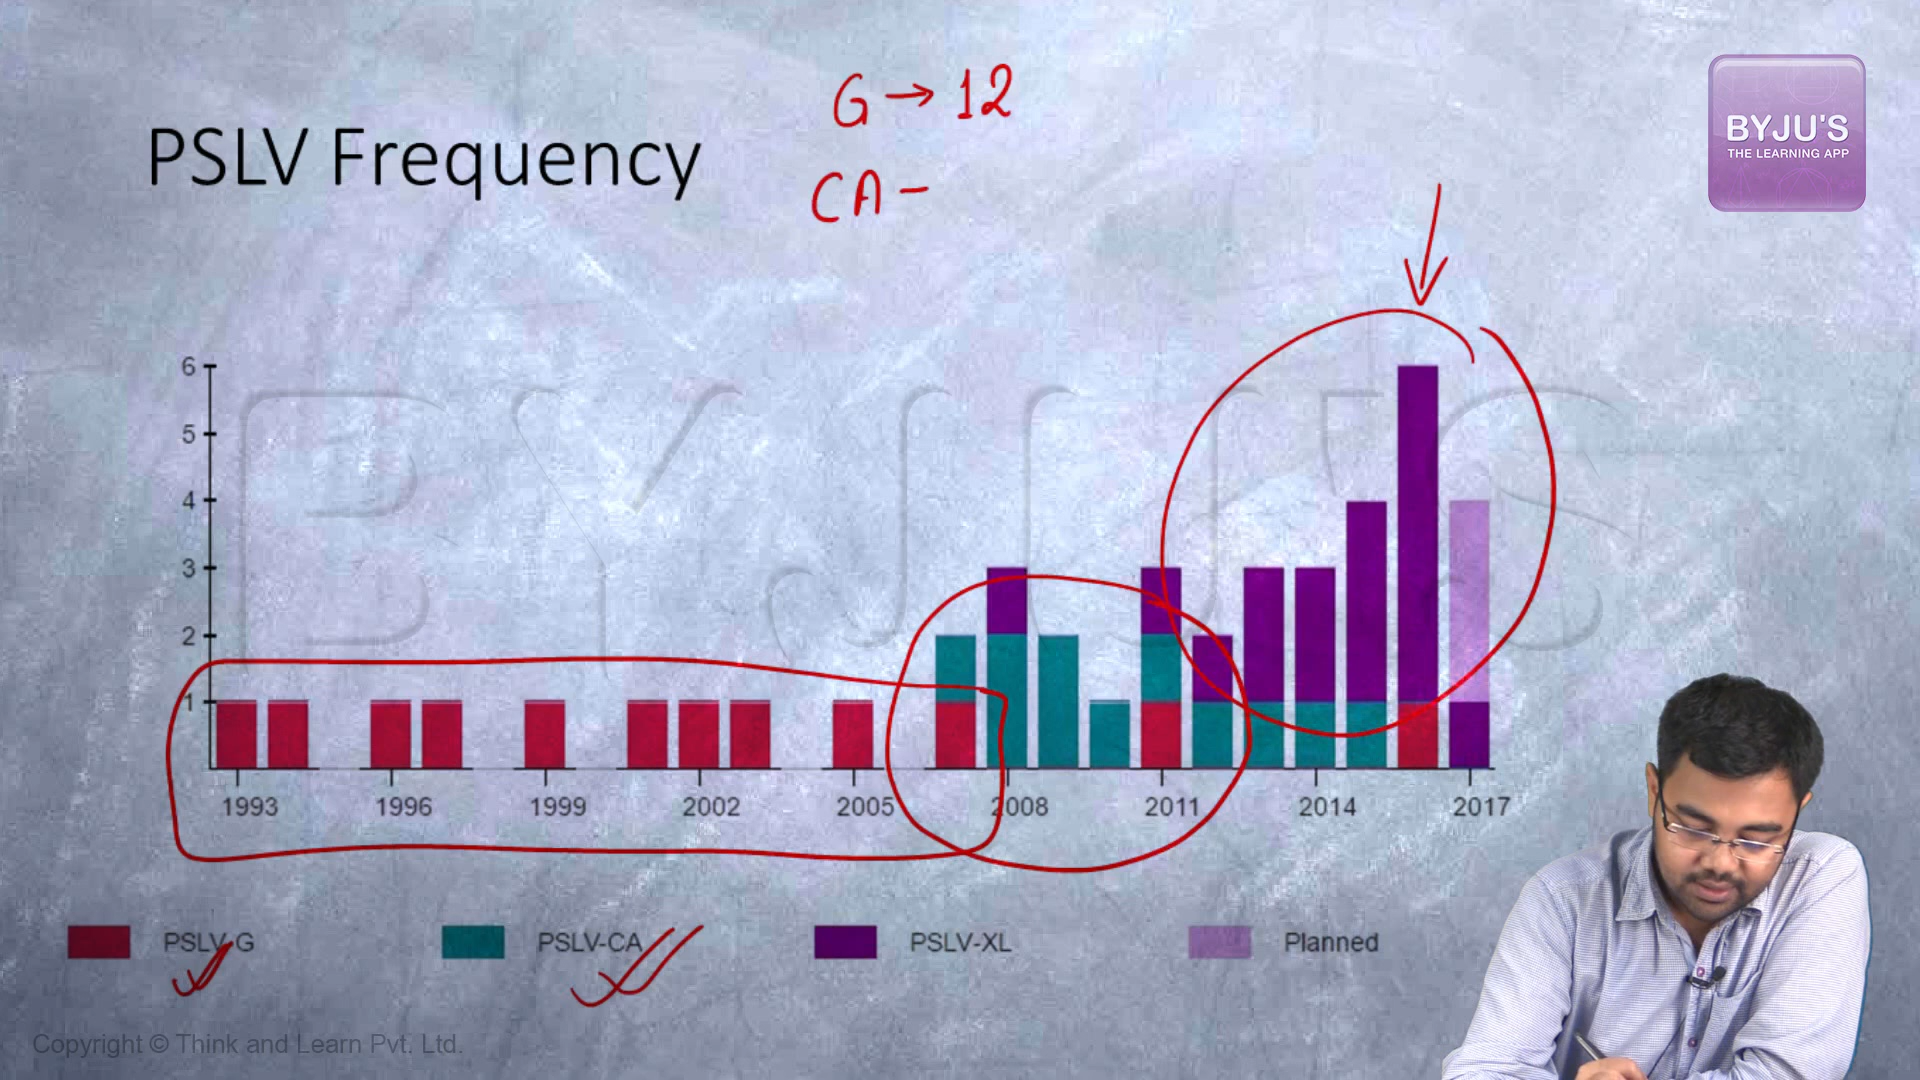 G → 12
PSLV Frequency
CA -
BYJU'S
THE LEARNING APP
BYJU'S
6
5
4
3
2
1
1993 1996 1999 2002 2005 2008 2011 2014 2017
PSLV-G PSLV-CA PSLV-XL Planned
Copyright © Think and Learn Pvt. Ltd.